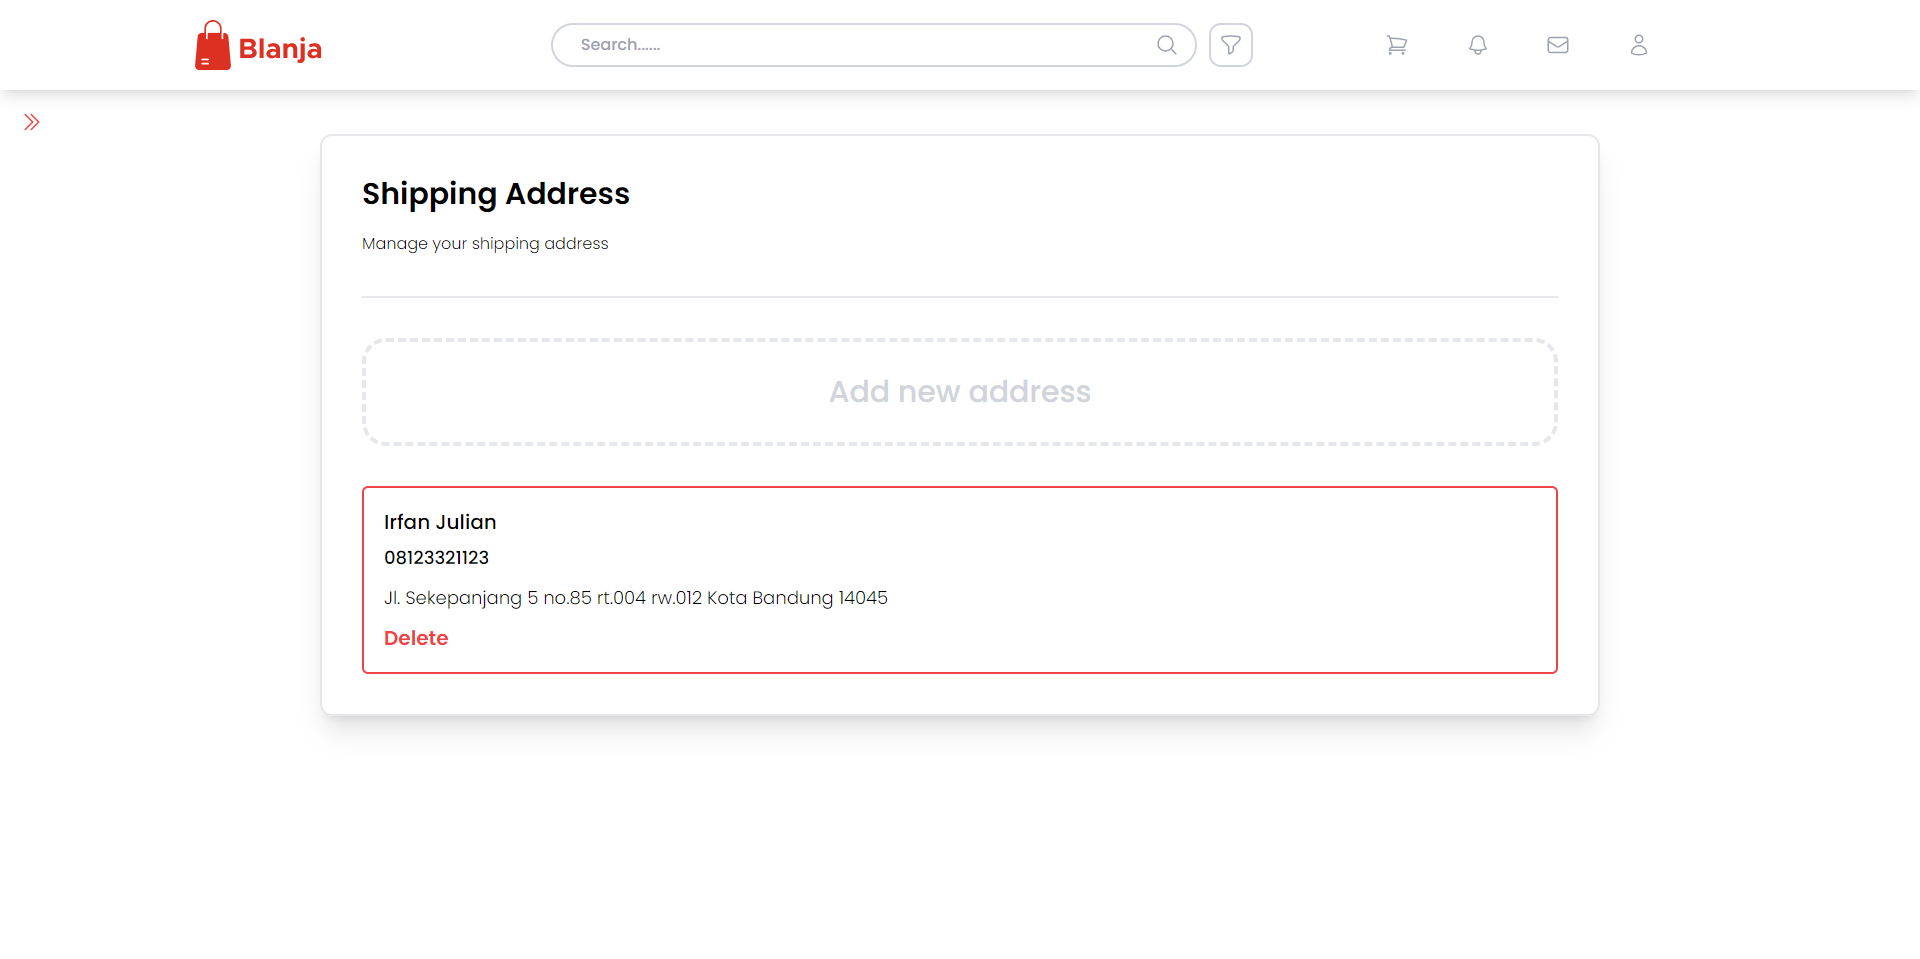 Blanja
Search......
Shipping Address
Manage your shipping address
Add new address
Irfan Julian
08123321123
Jl. Sekepanjang 5 no.85 rt.004 rw.012 Kota Bandung 14045
Delete